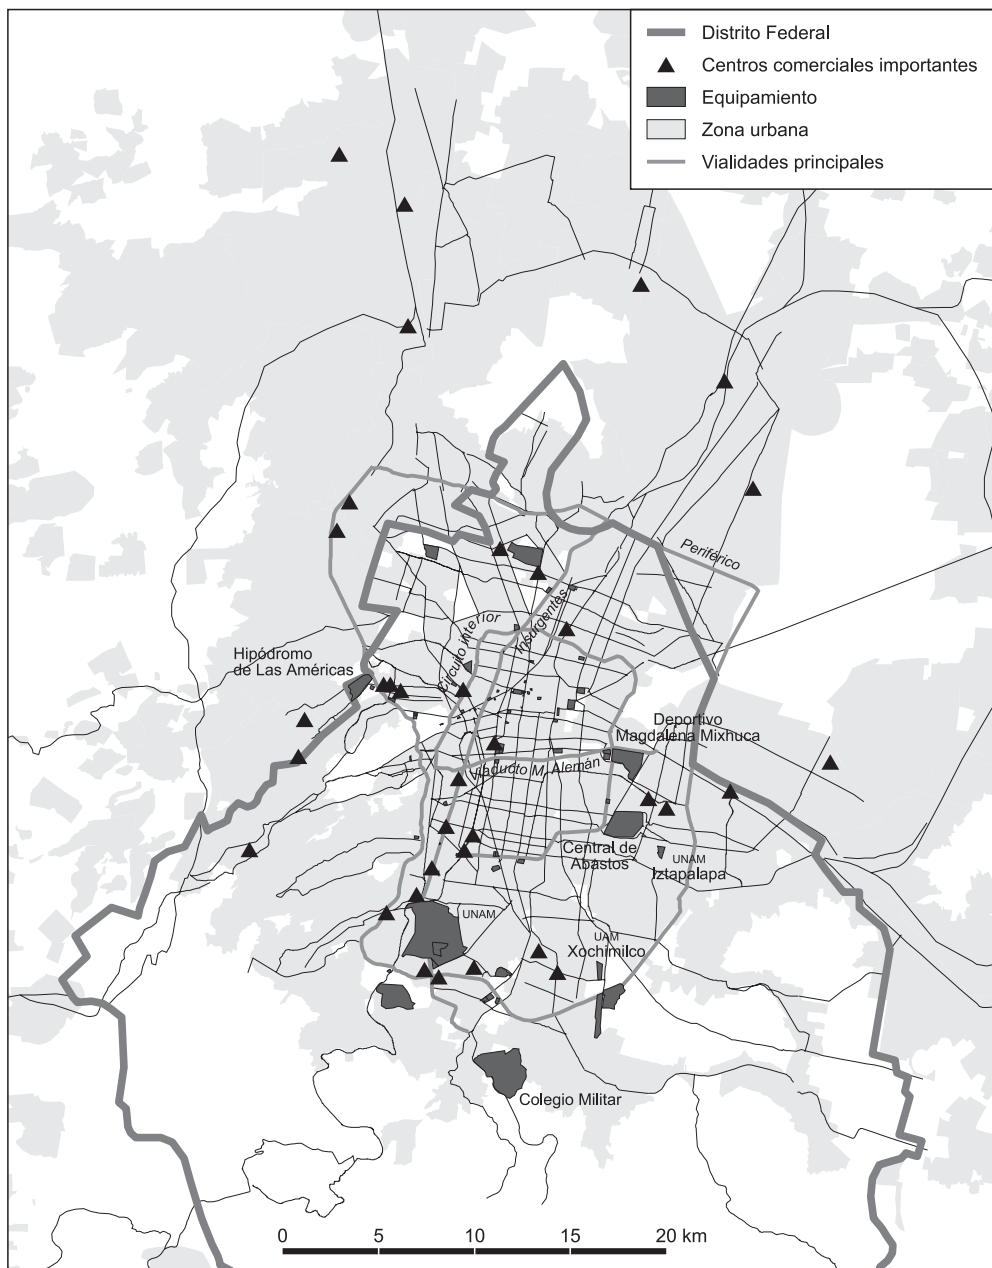 Distrito Federal
Centros comerciales importantes
Equipamiento
Zona urbana
Vialidades principales
Periférico
Insurgentes
Circuito interior
Hipódromo
de Las Américas
Deportivo
Magdalena Mixhuca
Viaducto M. Alemán
Central de
Abastos
UNAM
Iztapalapa
UNAM
UAM
Xochimilco
Colegio Militar
0 5 10 15 20 km